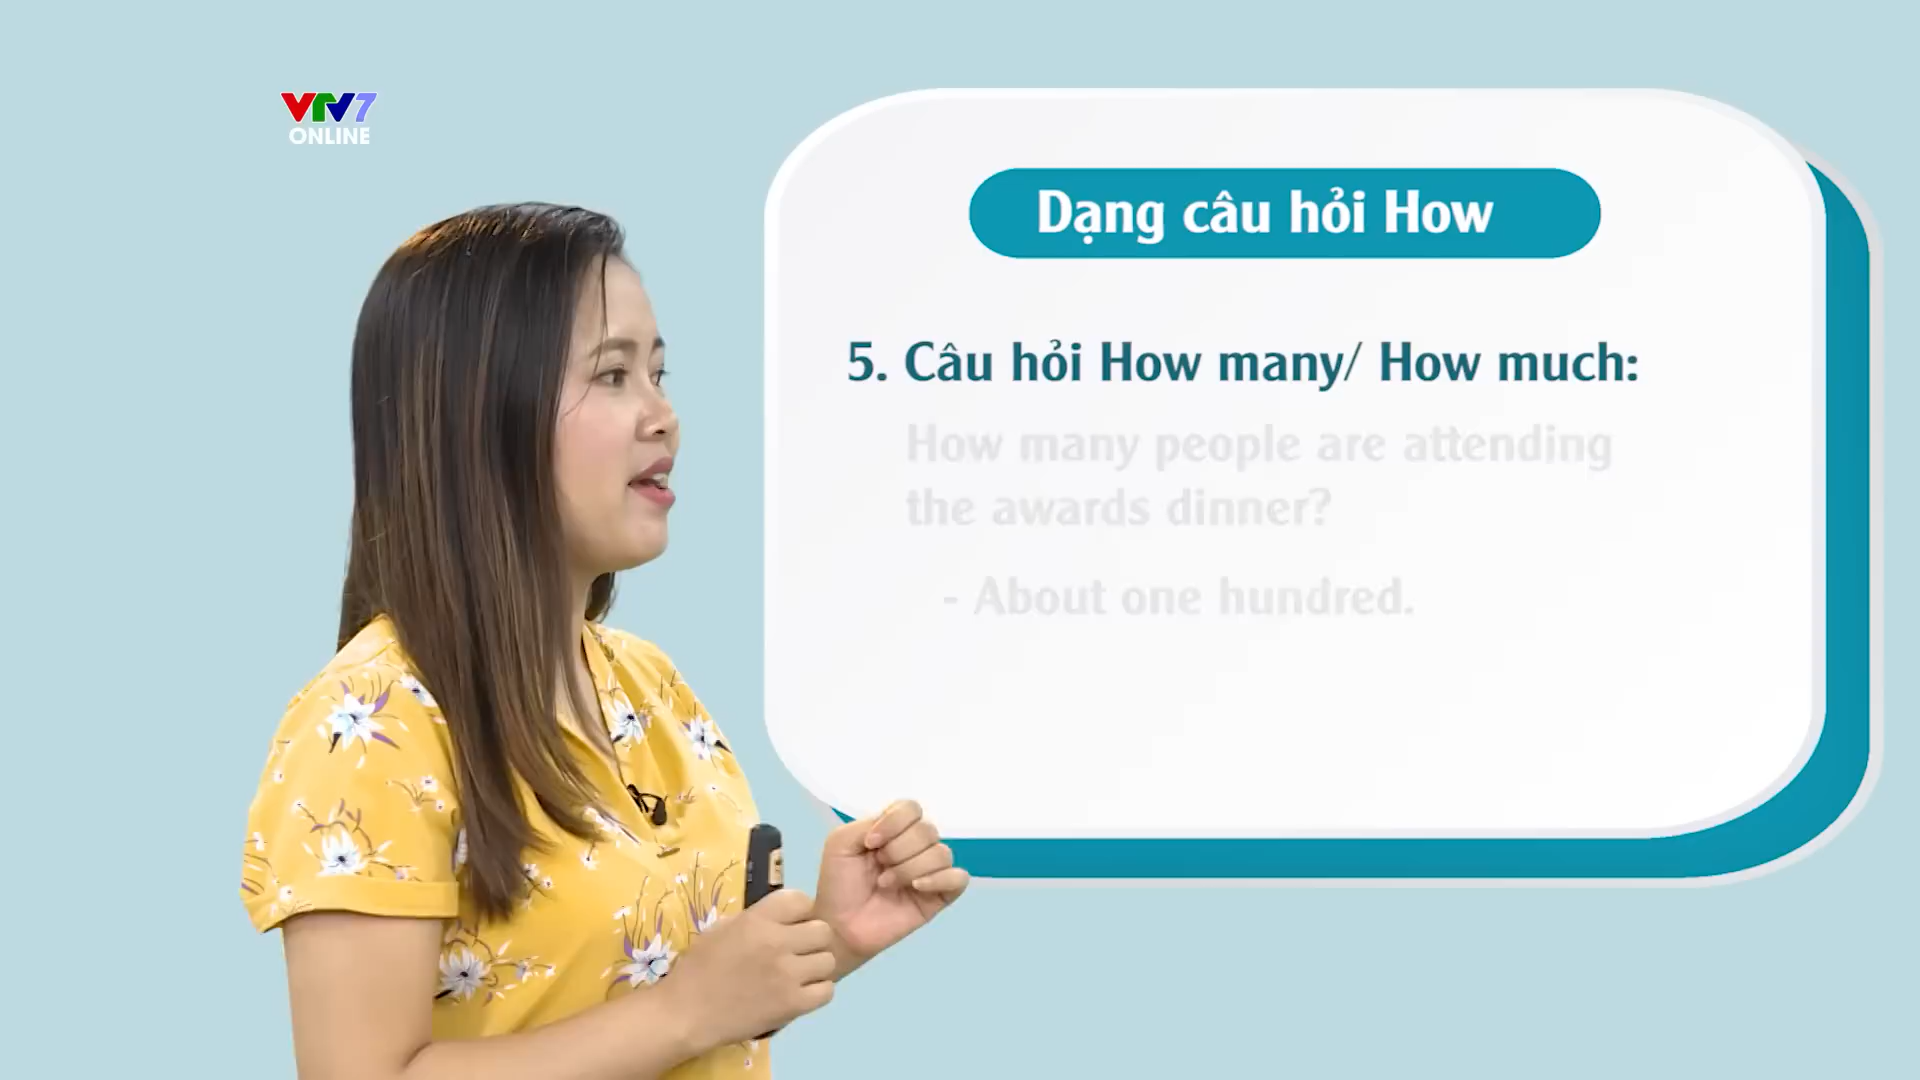 VTV7
ONLINE
Dạng câu hỏi How
5. Câu hỏi How many/ How much:
How many people are attending
the awards dinner?
- About one hundred.